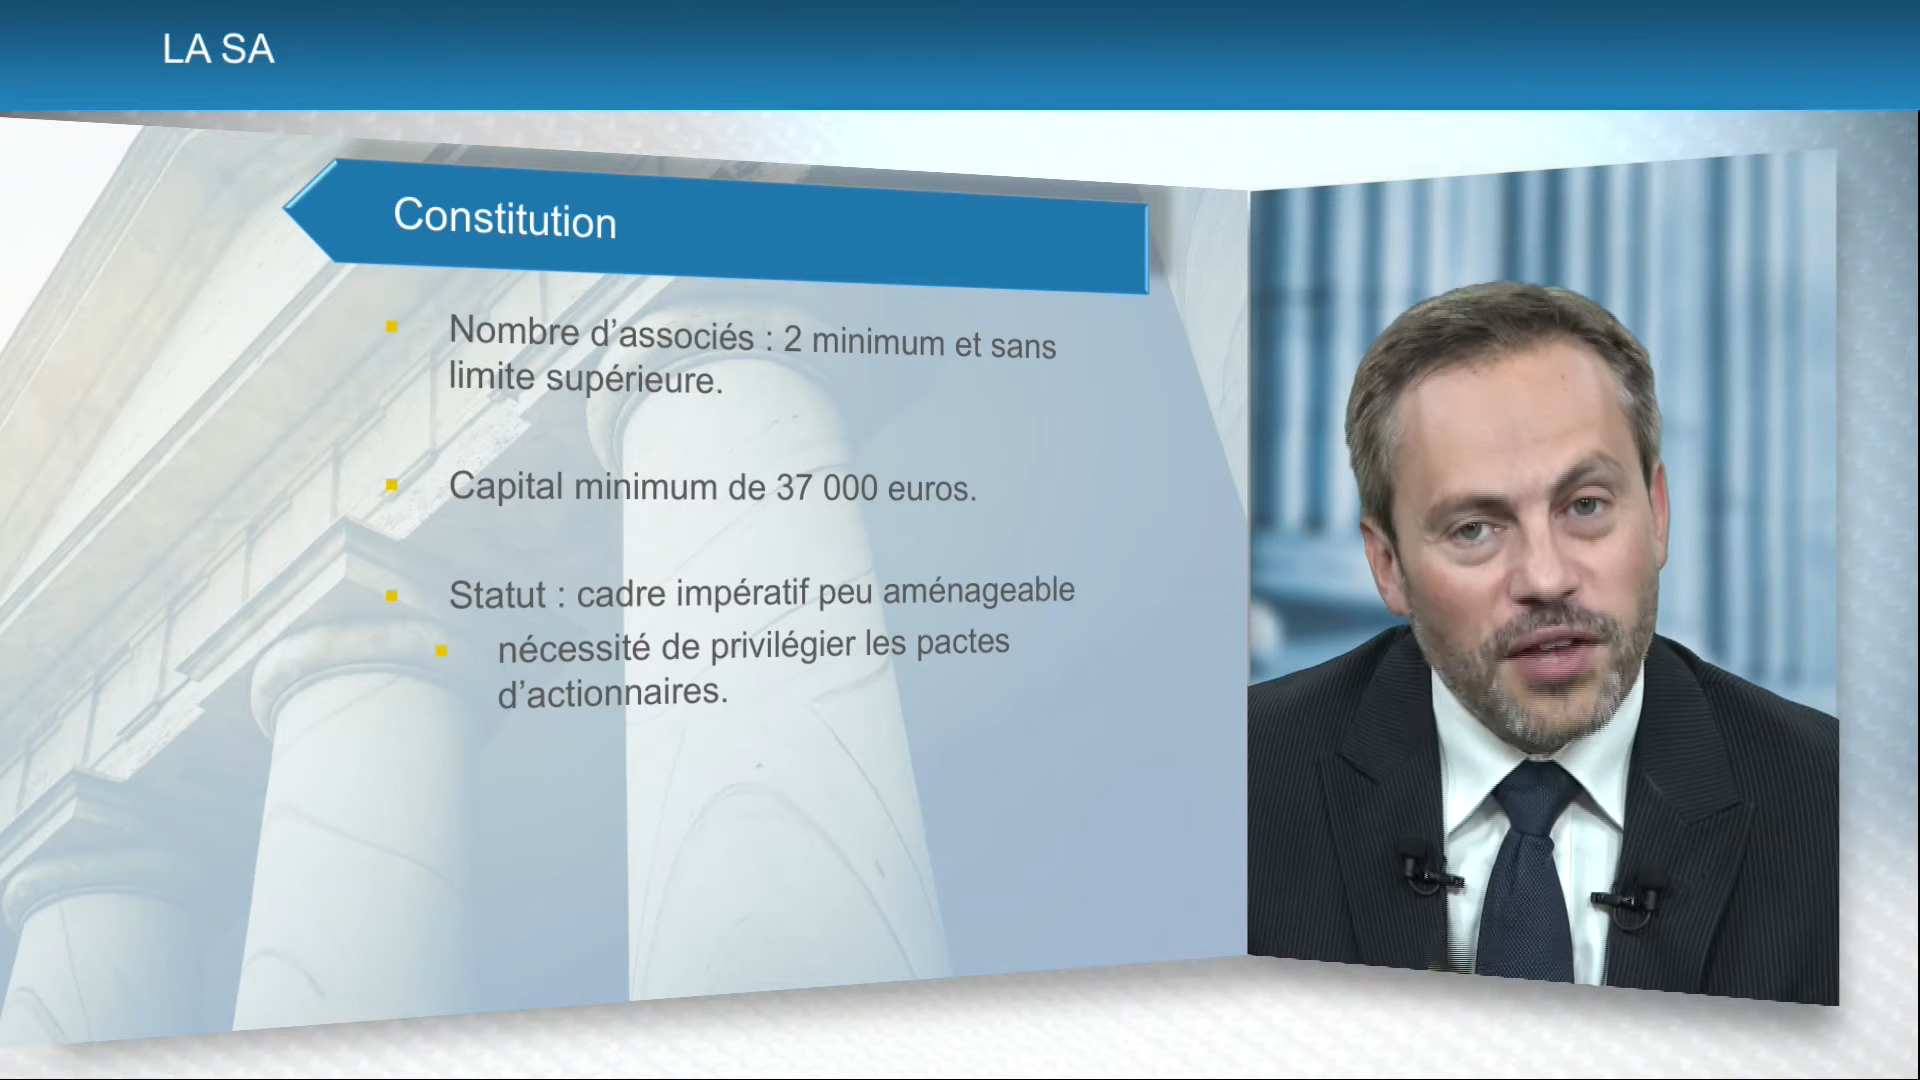 LA SA
Constitution
Nombre d’associés : 2 minimum et sans
limite supérieure.
Capital minimum de 37 000 euros.
Statut : cadre impératif peu aménageable
nécessité de privilégier les pactes
d’actionnaires.